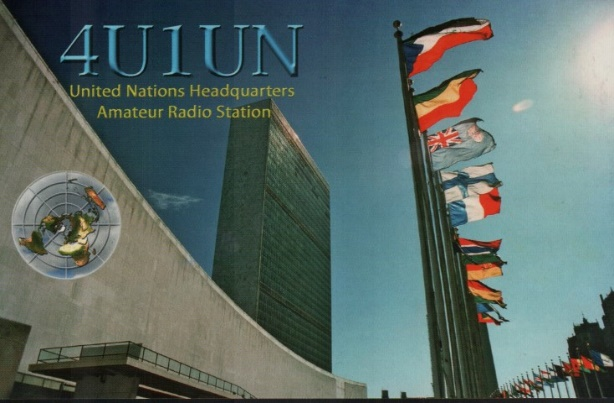 4U1UN
United Nations Headquarters
Amateur Radio Station